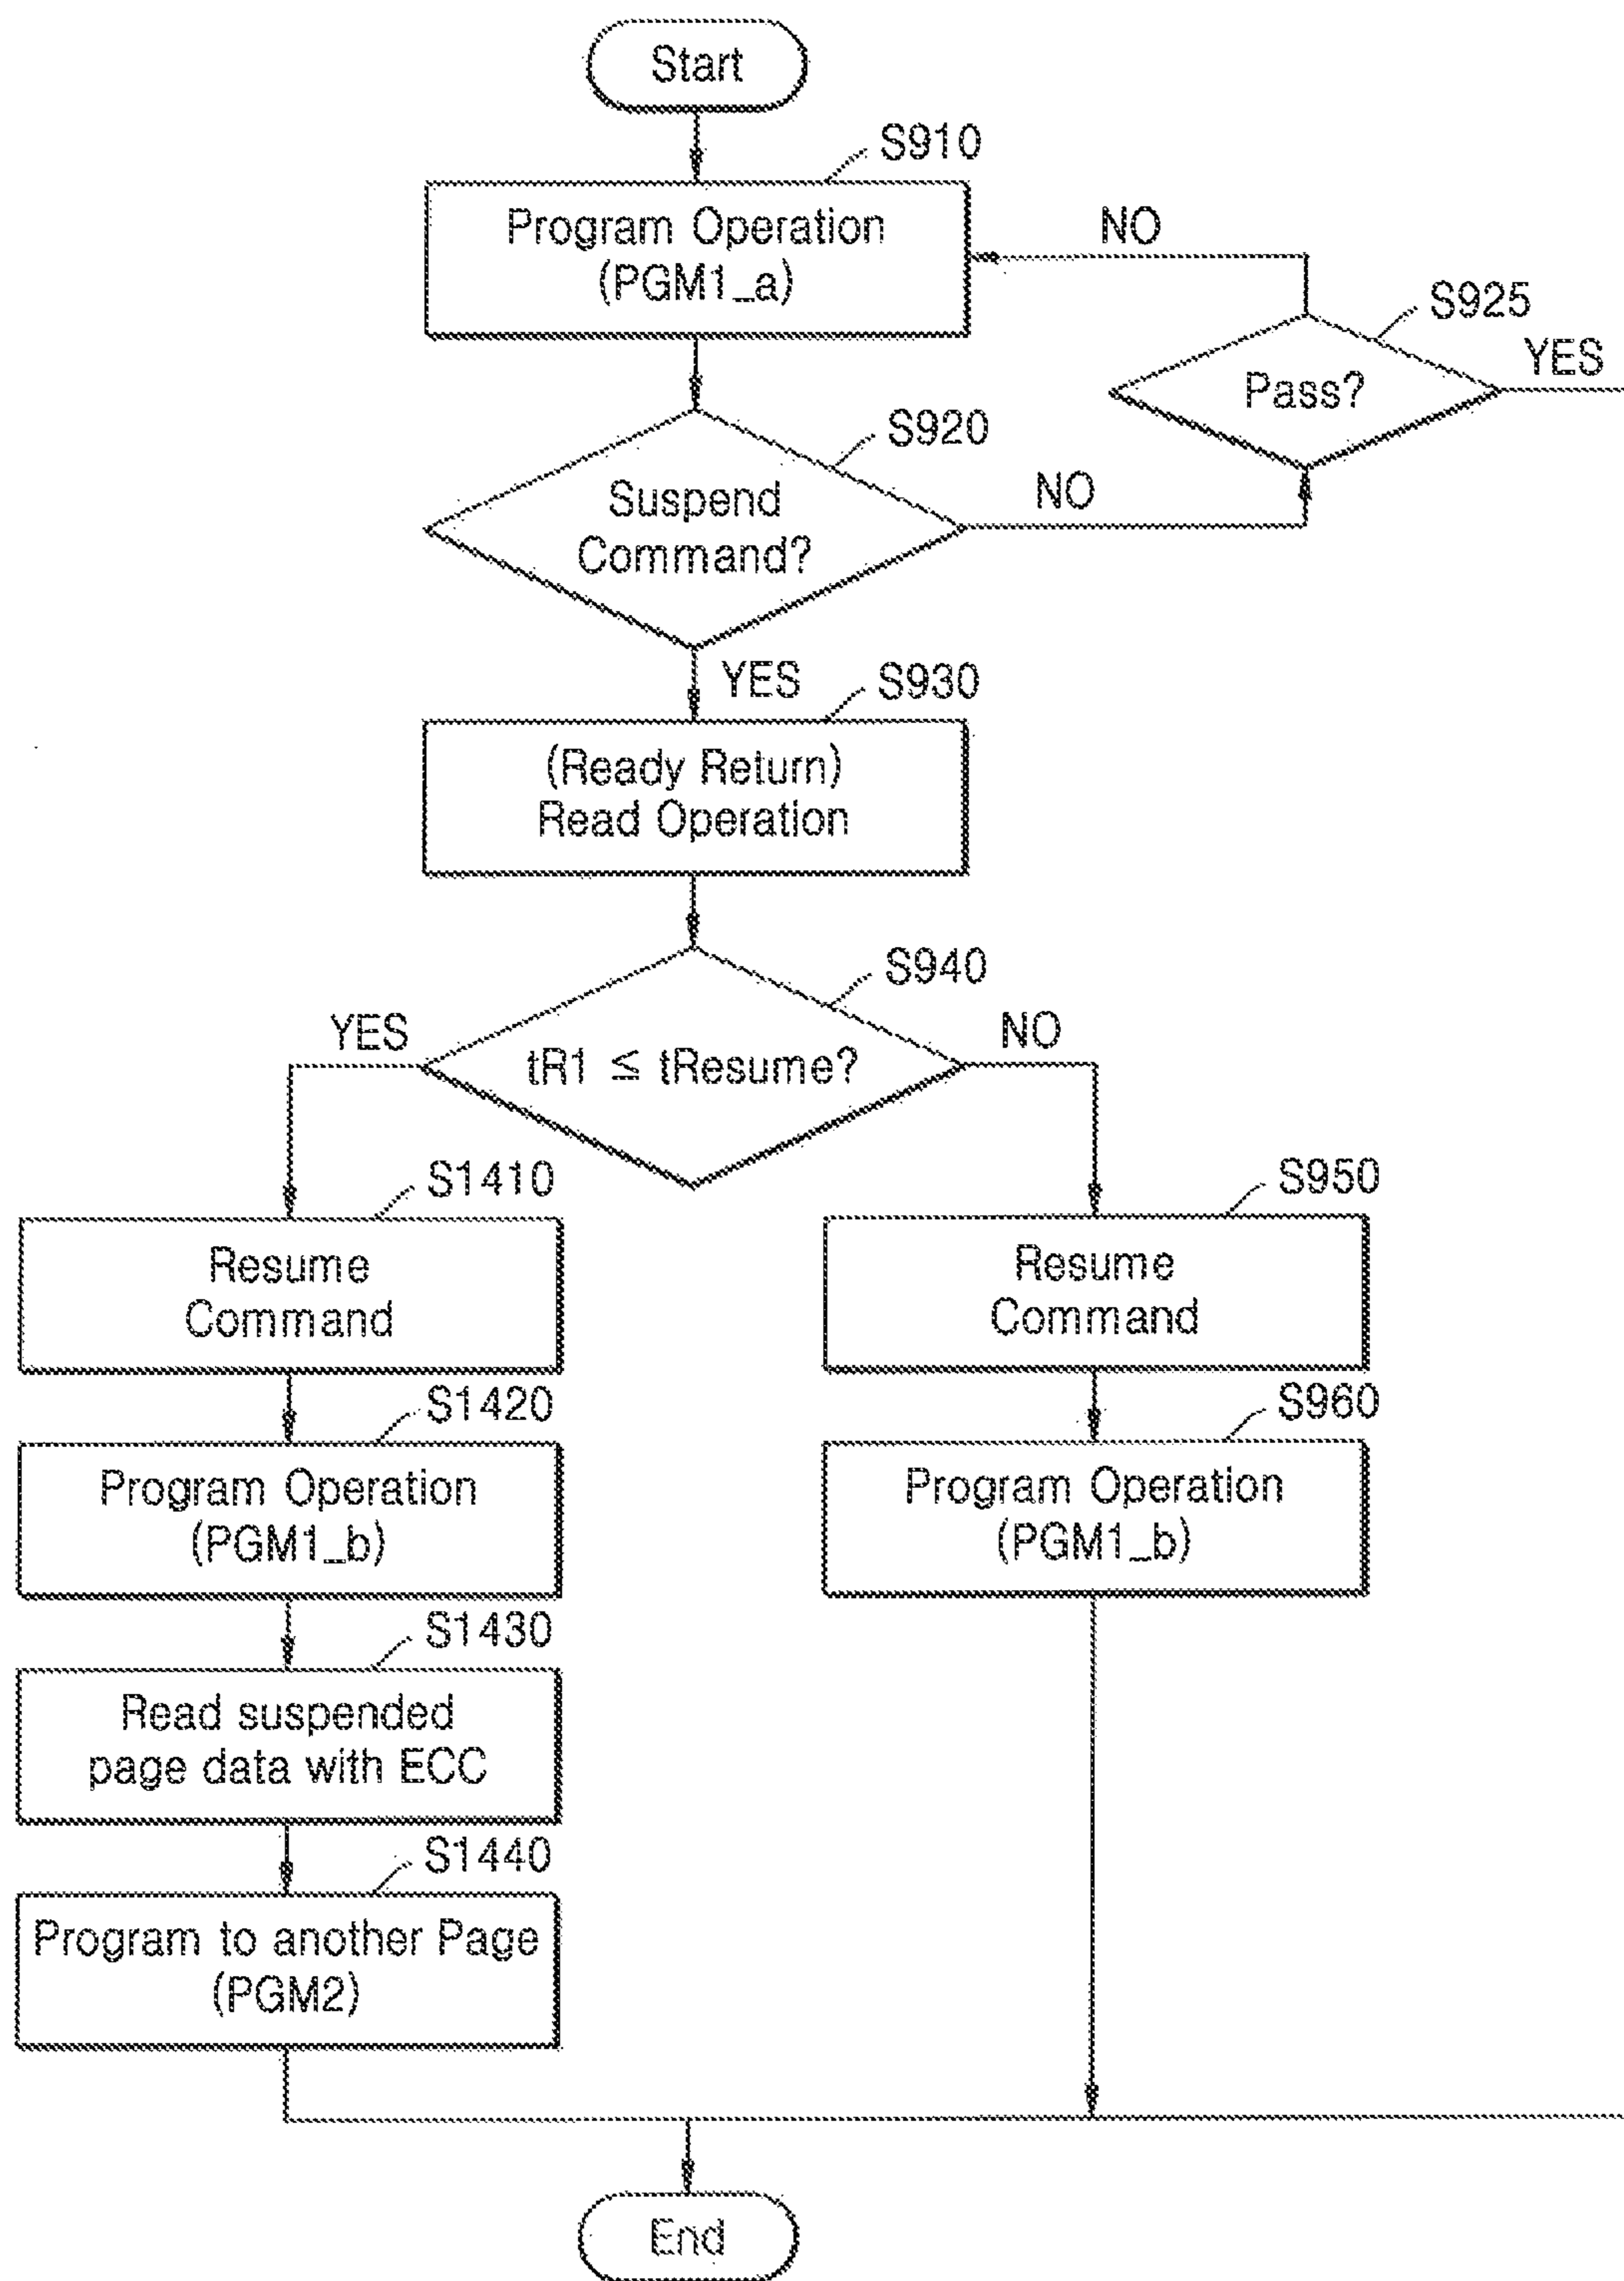 Start
S910
Program Operation
(PGM1_a)
NO
S925
Pass?
YES
S920
Suspend
Command?
NO
YES
S930
(Ready Return)
Read Operation
S940
YES
tR1 ≤ tResume?
NO
S1410
Resume
Command
S950
Resume
Command
S1420
Program Operation
(PGM1_b)
S960
Program Operation
(PGM1_b)
S1430
Read suspended
page data with ECC
S1440
Program to another Page
(PGM2)
End